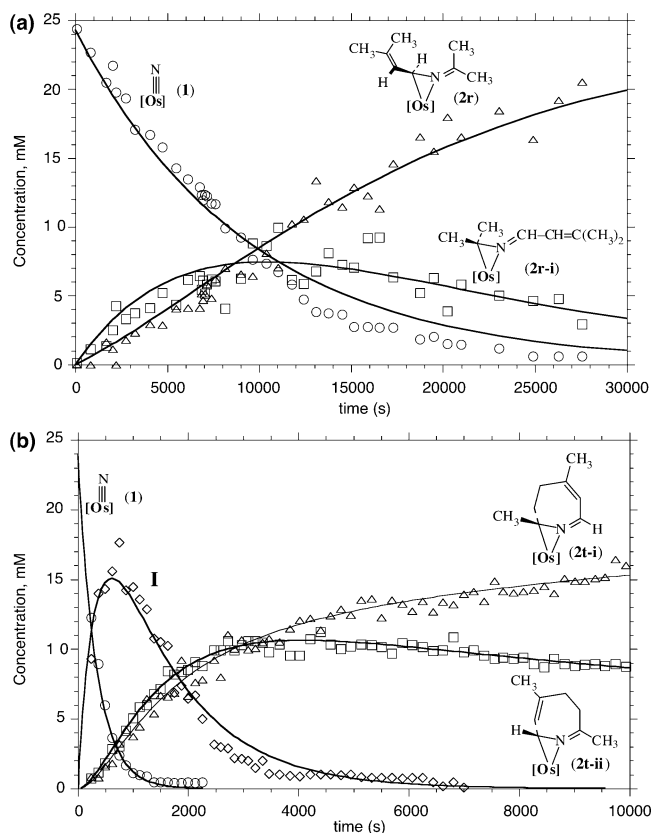 (a)
25
20
15
10
5
0
Concentration, mM
N
[Os] (1)
CH3
CH3
H
CH3
H
N
CH3
[Os] (2r)
CH3
CH3
N
CH-CH=C(CH3)2
[Os] (2r-i)
0 5000 10000 15000 20000 25000 30000
time (s)
(b)
25
20
15
10
5
0
Concentration, mM
N
[Os] (1)
I
CH3
CH3
N
H
[Os] (2t-i)
CH3
H
N
CH3
[Os] (2t-ii)
0 2000 4000 6000 8000 10000
time (s)